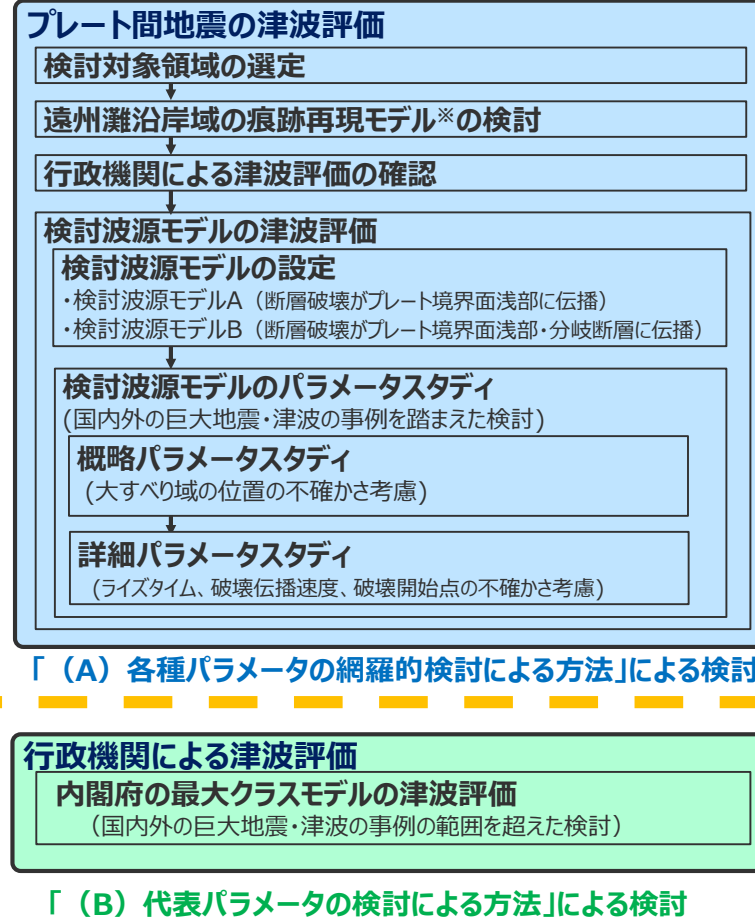 プレート間地震の津波評価
検討対象領域の選定
遠州灘沿岸域の痕跡再現モデル※の検討
行政機関による津波評価の確認
検討波源モデルの津波評価
検討波源モデルの設定
・検討波源モデルA（断層破壊がプレート境界面浅部に伝播）
・検討波源モデルB（断層破壊がプレート境界面浅部・分岐断層に伝播）
検討波源モデルのパラメータスタディ
(国内外の巨大地震・津波の事例を踏まえた検討)
概略パラメータスタディ
(大すべり域の位置の不確かさ考慮)
詳細パラメータスタディ
(ライズタイム、破壊伝播速度、破壊開始点の不確かさ考慮)
「（A）各種パラメータの網羅的検討による方法」による検討
行政機関による津波評価
内閣府の最大クラスモデルの津波評価
（国内外の巨大地震・津波の事例の範囲を超えた検討）
「（B）代表パラメータの検討による方法」による検討